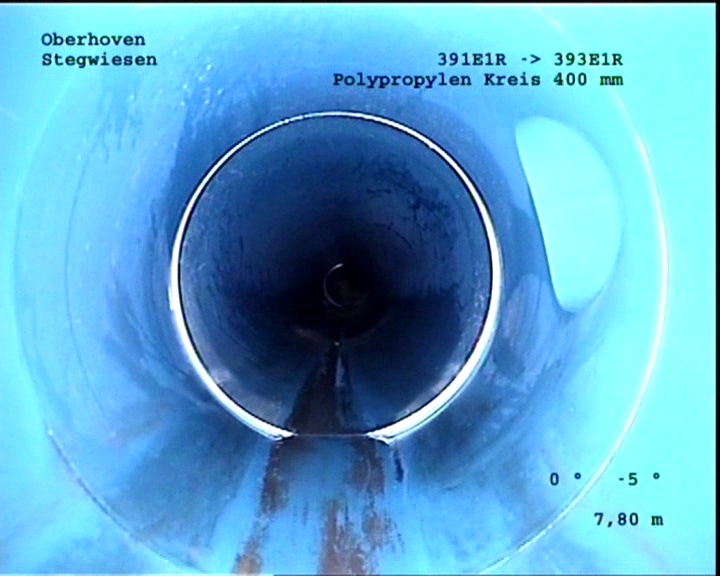 Oberhoven
Stegwiesen
391E1R -> 393E1R
Polypropylen Kreis 400 mm
0 ° -5 °
7,80 m